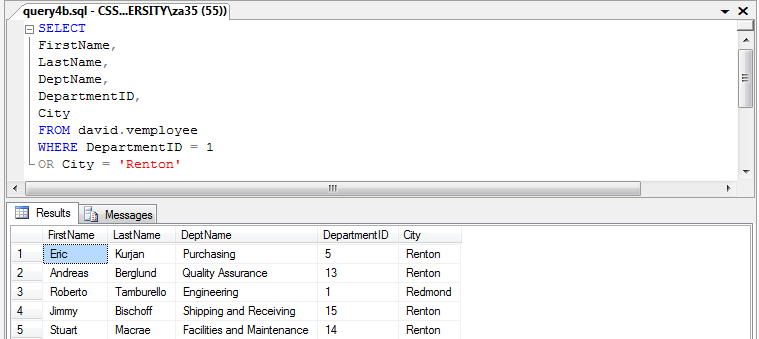 query4b.sql - CSS...ERSITY\za35 (55))
SELECT
FirstName,
LastName,
DeptName,
DepartmentID,
City
FROM david.vemployee
WHERE DepartmentID = 1
OR City = 'Renton'
Results Messages
FirstName LastName DeptName DepartmentID City
1 Eric Kurjan Purchasing 5 Renton
2 Andreas Berglund Quality Assurance 13 Renton
3 Roberto Tamburello Engineering 1 Redmond
4 Jimmy Bischoff Shipping and Receiving 15 Renton
5 Stuart Macrae Facilities and Maintenance 14 Renton